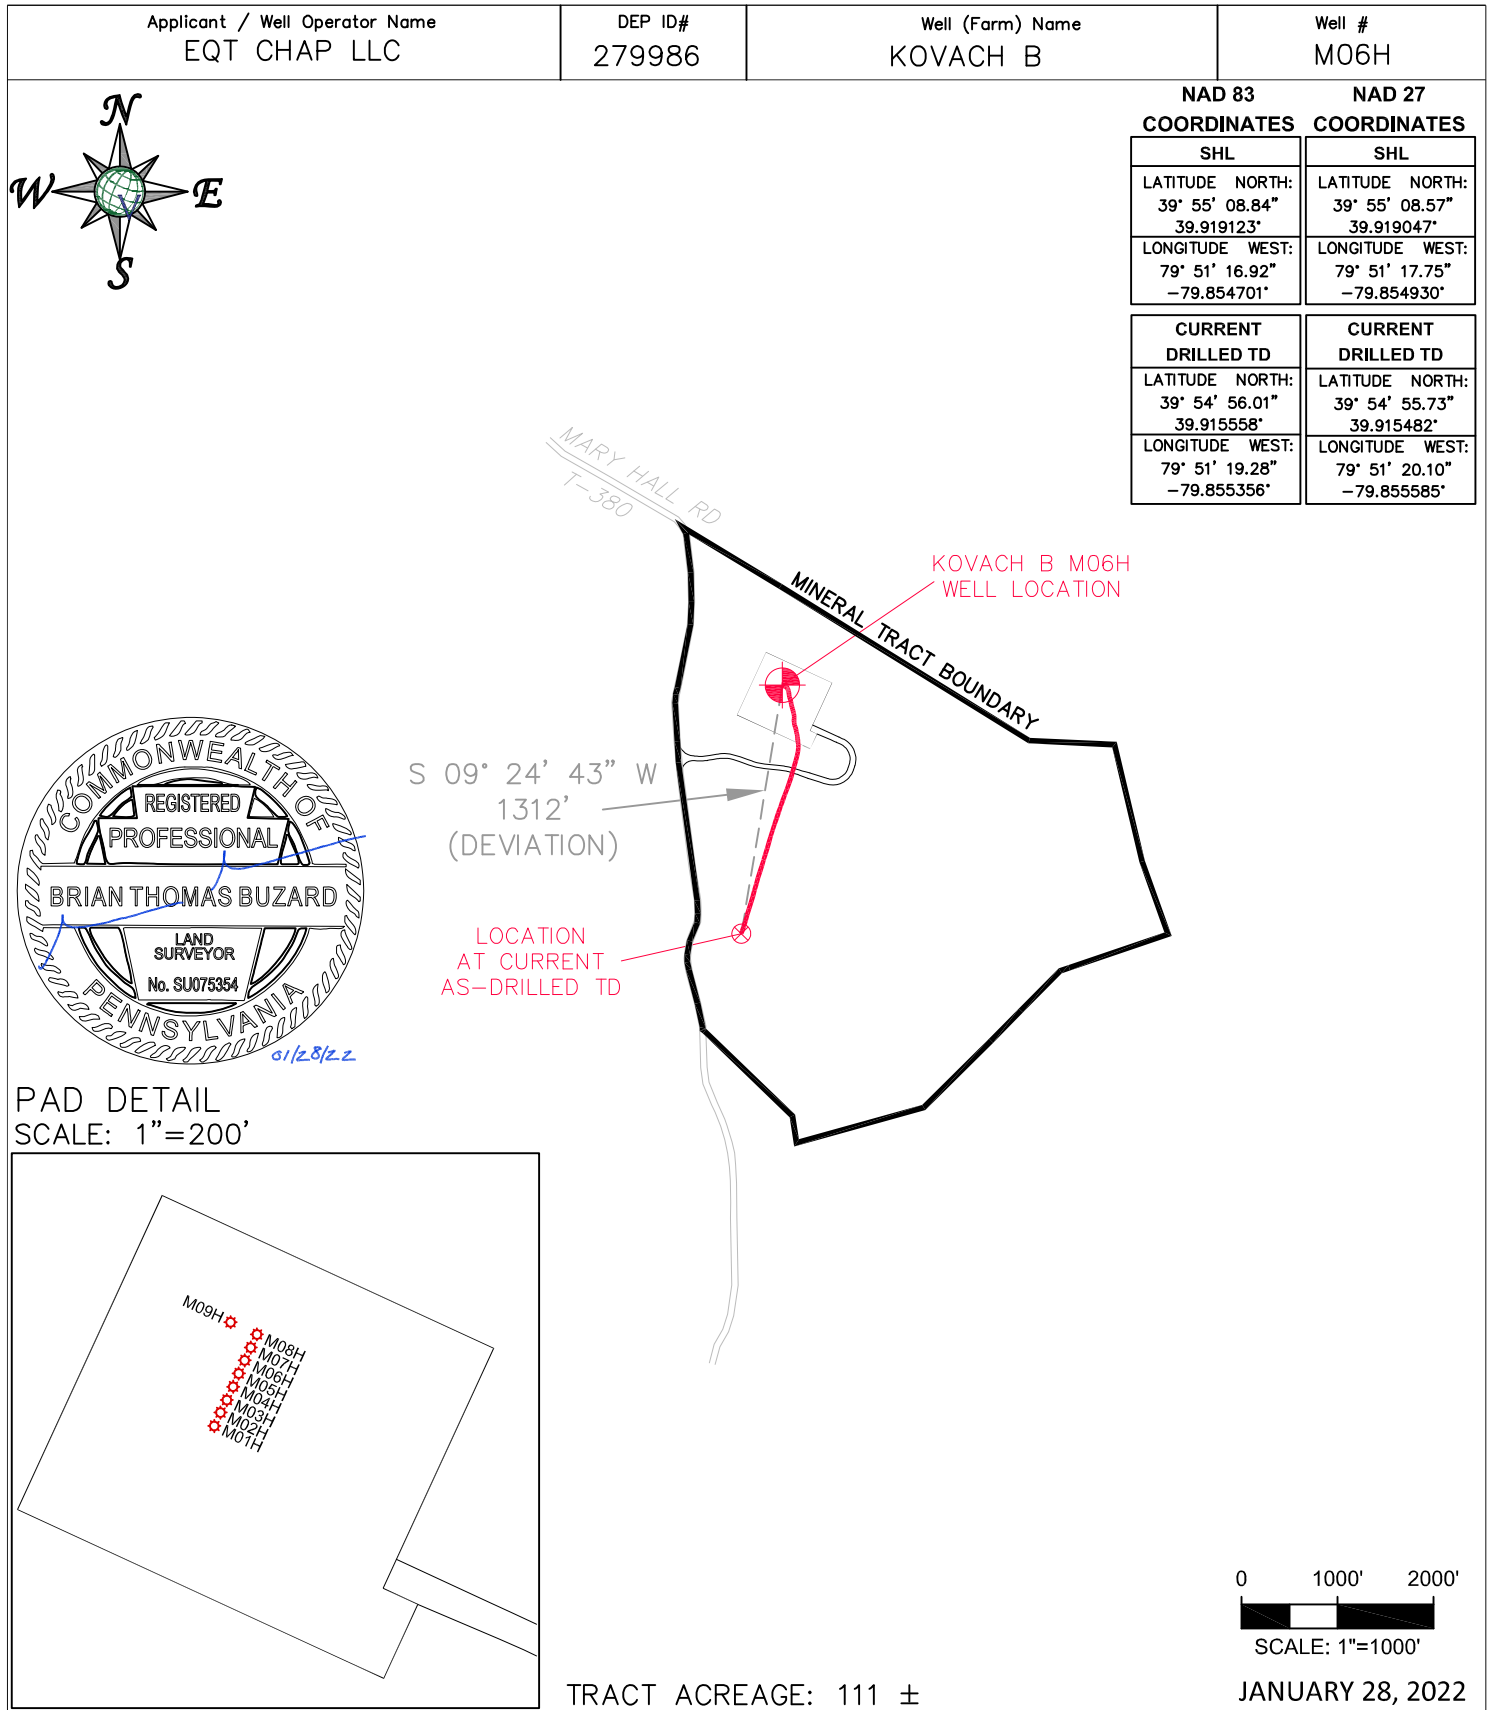 Applicant / Well Operator Name
EQT CHAP LLC
DEP ID#
279986
Well (Farm) Name
KOVACH B
Well #
M06H
N
W
E
S
NAD 83
COORDINATES
SHL
LATITUDE NORTH:
39° 55' 08.84"
39.919123°
LONGITUDE WEST:
79° 51' 16.92"
-79.854701°
CURRENT
DRILLED TD
LATITUDE NORTH:
39° 54' 56.01"
39.915558°
LONGITUDE WEST:
79° 51' 19.28"
-79.855356°
NAD 27
COORDINATES
SHL
LATITUDE NORTH:
39° 55' 08.57"
39.919047°
LONGITUDE WEST:
79° 51' 17.75"
-79.854930°
CURRENT
DRILLED TD
LATITUDE NORTH:
39° 54' 55.73"
39.915482°
LONGITUDE WEST:
79° 51' 20.10"
-79.855585°
MARY HALL RD
T-380
KOVACH B M06H
WELL LOCATION
MINERAL TRACT BOUNDARY
S 09° 24' 43" W
1312'
(DEVIATION)
LOCATION
AT CURRENT
AS-DRILLED TD
COMMONWEALTH OF
REGISTERED
PROFESSIONAL
BRIAN THOMAS BUZARD
LAND
SURVEYOR
No. SU075354
PENNSYLVANIA
01/28/22
PAD DETAIL
SCALE: 1"=200'
M09H
M08H
M07H
M06H
M05H
M04H
M03H
M02H
M01H
0 1000' 2000'
SCALE: 1"=1000'
TRACT ACREAGE: 111 ±
JANUARY 28, 2022